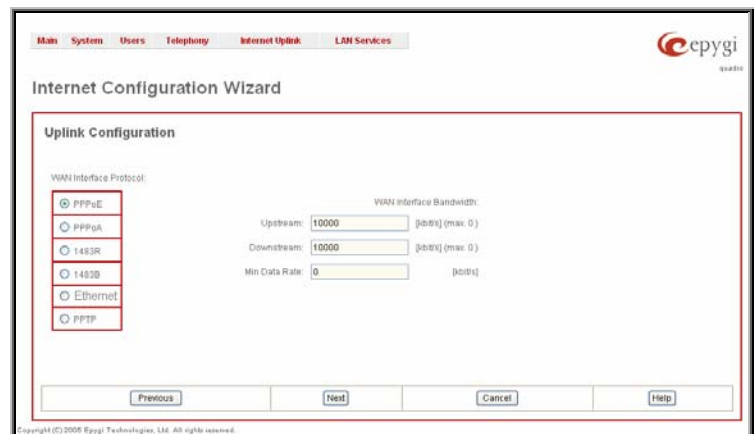 Main System Users Telephony Internet Uplink LAN Services
epygi
quadro
Internet Configuration Wizard
Uplink Configuration
WAN Interface Protocol:
PPPoE
PPPoA
1483R
1483B
Ethernet
PPTP
WAN Interface Bandwidth:
Upstream: 10000 [kbit/s] (max. 0 )
Downstream: 10000 [kbit/s] (max. 0 )
Min Data Rate: 0 [kbit/s]
Previous Next Cancel Help
Copyright (C) 2005 Epygi Technologies, Ltd. All rights reserved.